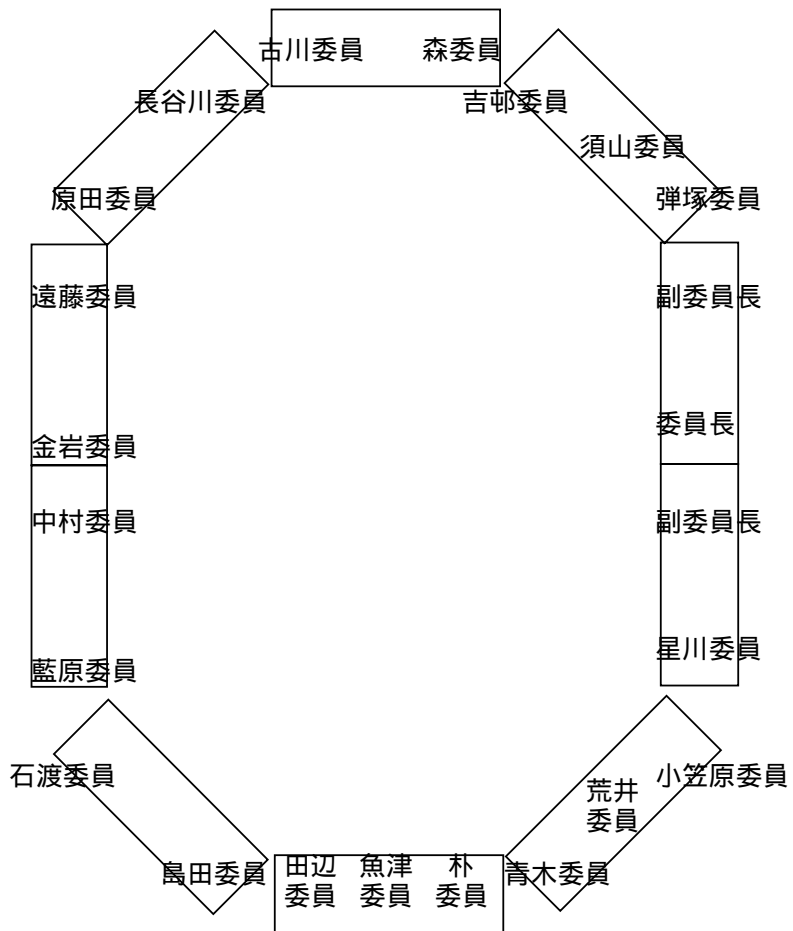 古川委員
森委員
長谷川委員
吉邨委員
須山委員
原田委員
弾塚委員
遠藤委員
副委員長
委員長
金岩委員
中村委員
副委員長
星川委員
藍原委員
石渡委員
小笠原委員
荒井
委員
島田委員
田辺
委員
魚津
委員
朴
委員
青木委員